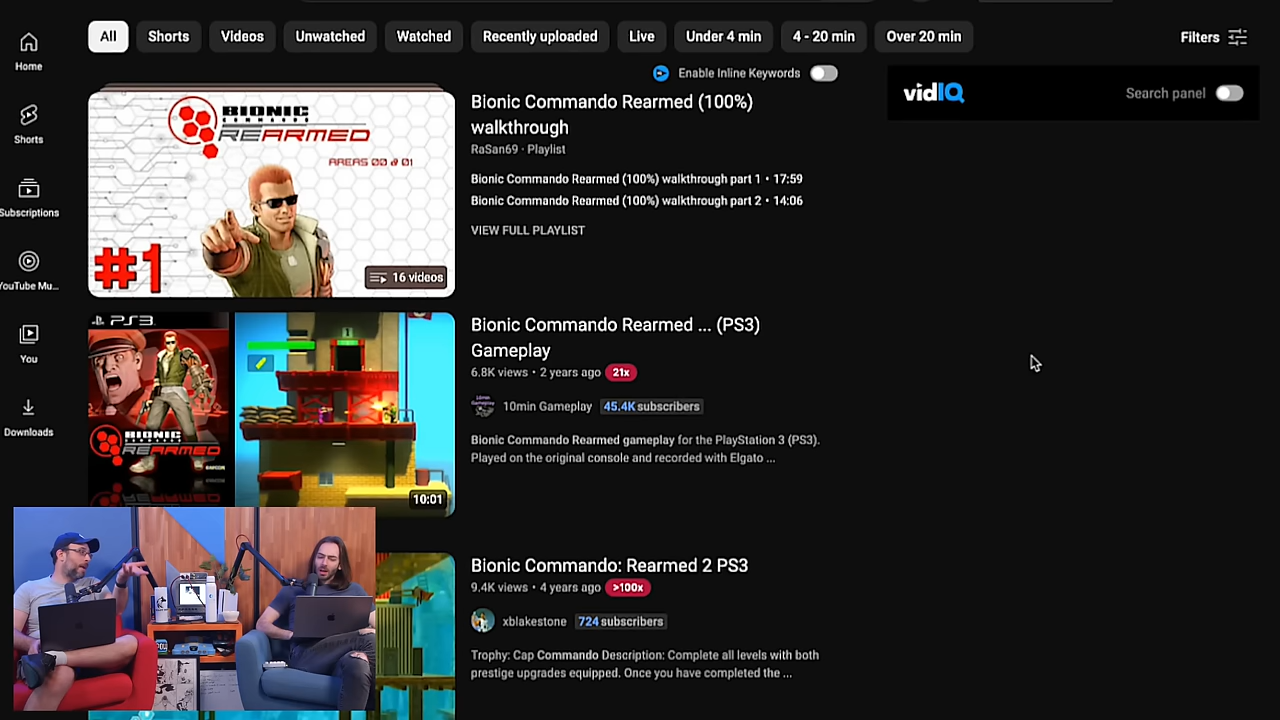 All
Shorts
Videos
Unwatched
Watched
Recently uploaded
Live
Under 4 min
4 - 20 min
Over 20 min
Filters
Home
Shorts
Subscriptions
YouTube Mu...
You
Downloads
Enable Inline Keywords
vidIQ
Search panel
BIONIC
COMMANDO
REARMED
AREAS 00 & 01
#1
16 videos
Bionic Commando Rearmed (100%)
walkthrough
RaSan69 · Playlist
Bionic Commando Rearmed (100%) walkthrough part 1 • 17:59
Bionic Commando Rearmed (100%) walkthrough part 2 • 14:06
VIEW FULL PLAYLIST
PS3
BIONIC
COMMANDO
REARMED
CAPCOM
10:01
Bionic Commando Rearmed ... (PS3)
Gameplay
6.8K views • 2 years ago 21x
10min Gameplay 45.4K subscribers
Bionic Commando Rearmed gameplay for the PlayStation 3 (PS3).
Played on the original console and recorded with Elgato ...
Bionic Commando: Rearmed 2 PS3
9.4K views • 4 years ago >100x
xblakestone 724 subscribers
Trophy: Cap Commando Description: Complete all levels with both
prestige upgrades equipped. Once you have completed the ...